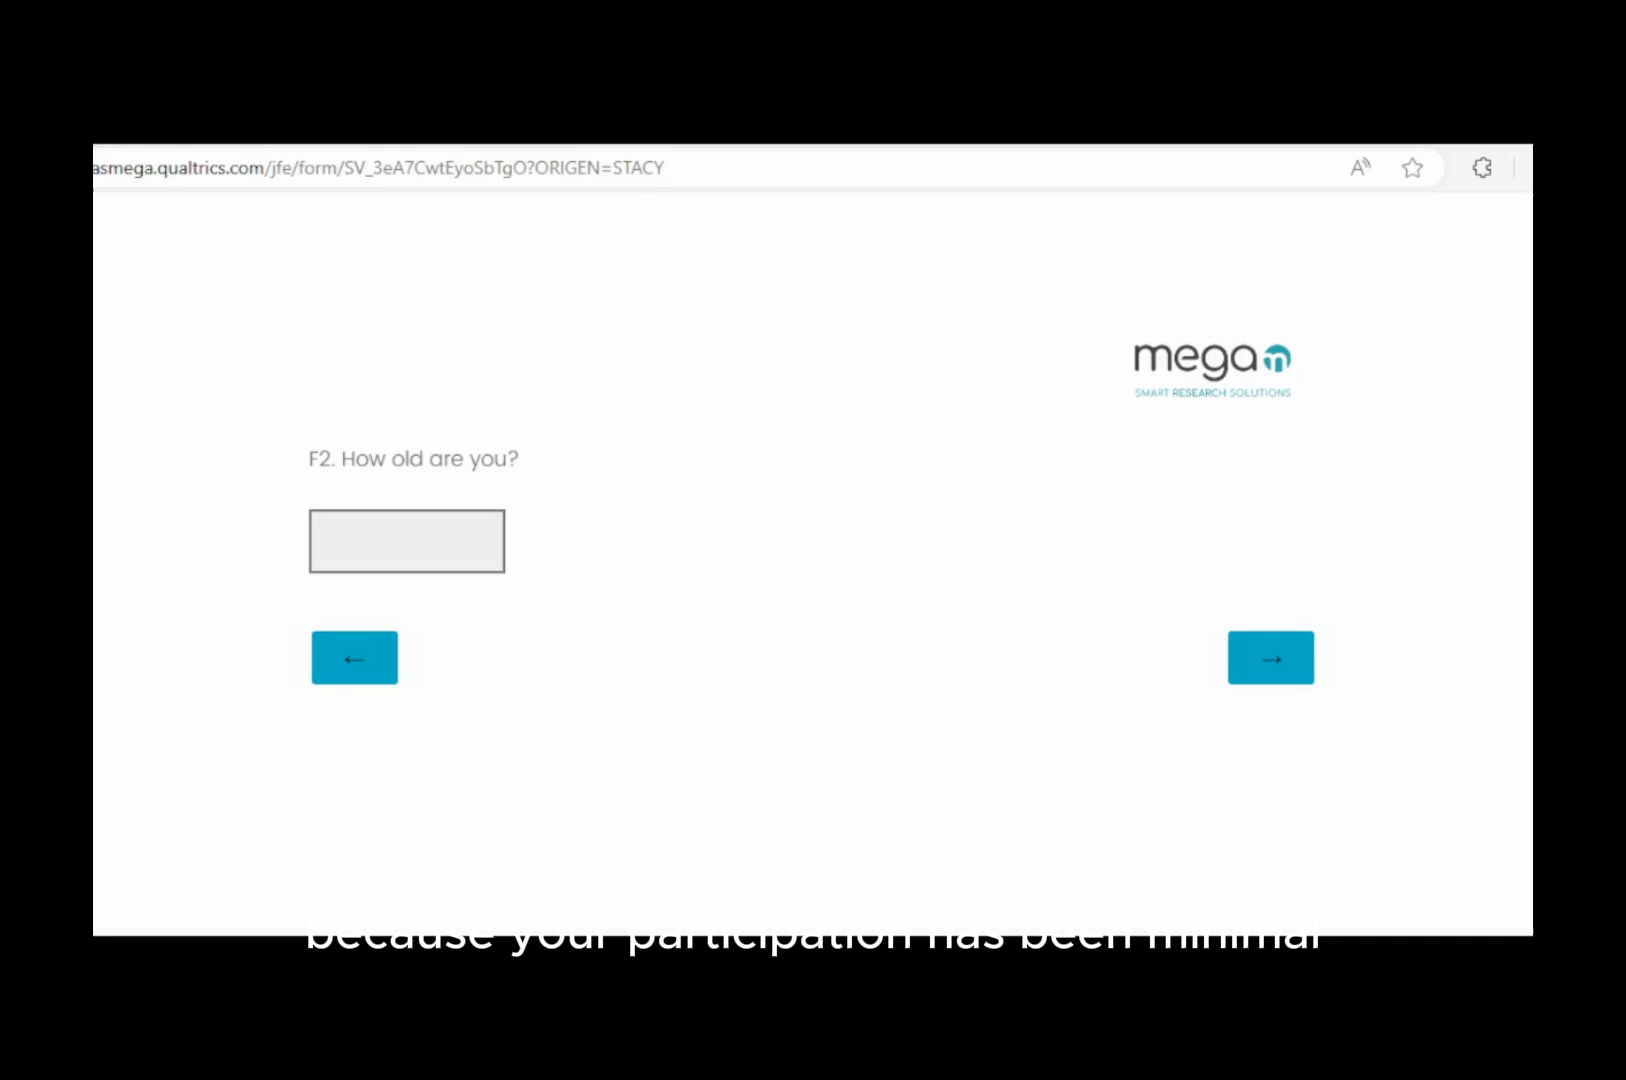 asmega.qualtrics.com/jfe/form/SV_3eA7CwtEyoSbTgO?ORIGEN=STACY
mega m
SMART RESEARCH SOLUTIONS
F2. How old are you?
←
→
because your participation has been minimal